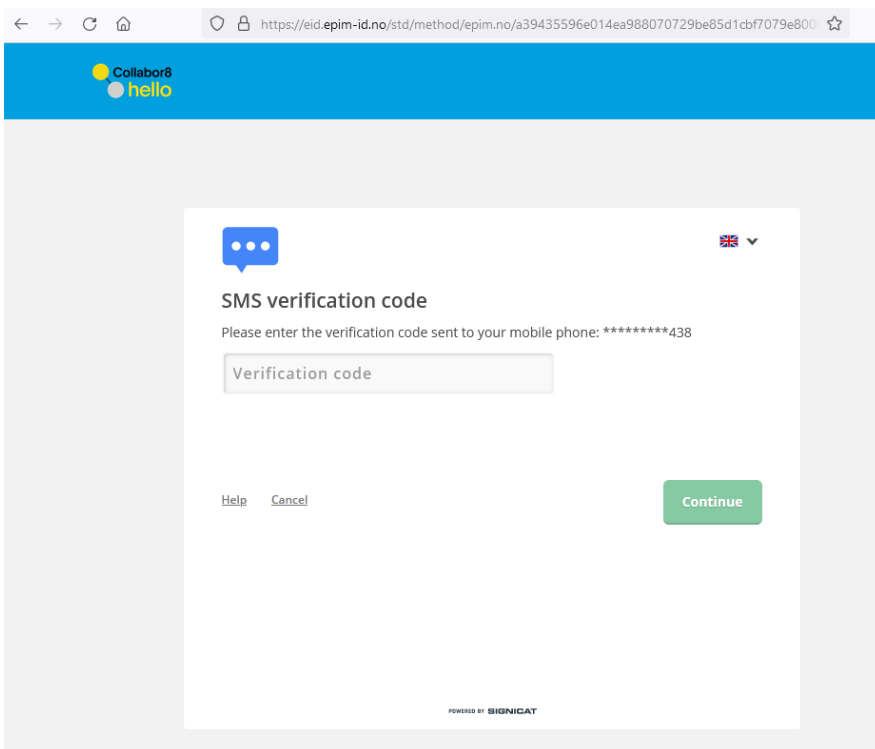 https://eid.epim-id.no/std/method/epim.no/a39435596e014ea988070729be85d1cbf7079e800
Collabor8
hello
SMS verification code
Please enter the verification code sent to your mobile phone: *********438
Verification code
Help Cancel
Continue
POWERED BY SIGNICAT